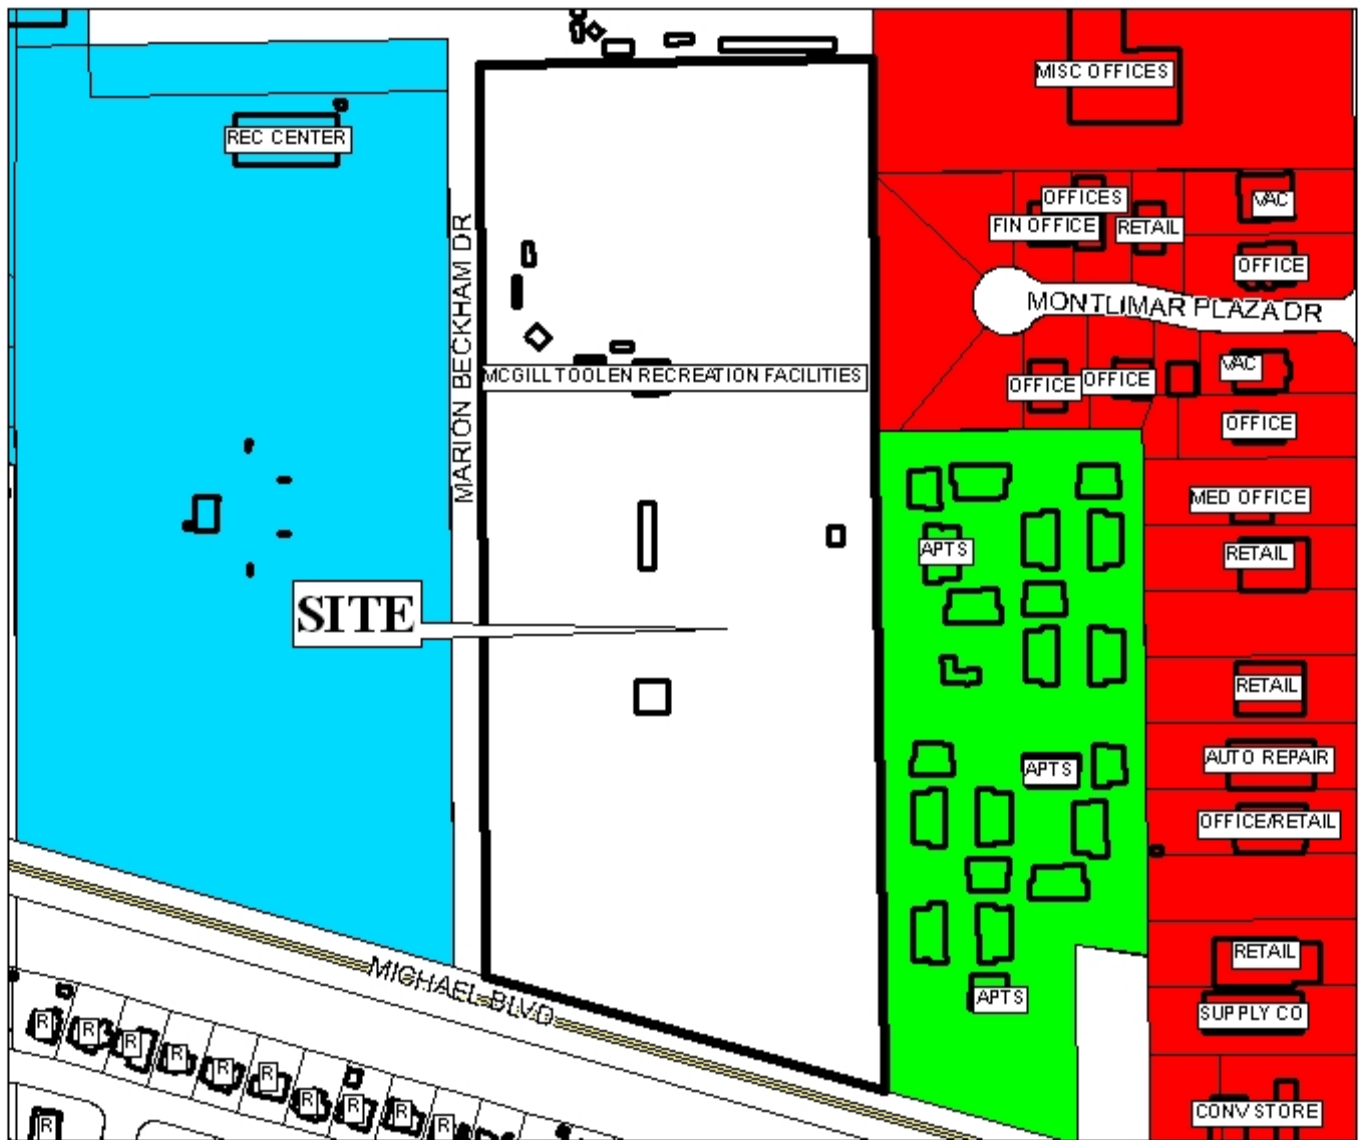 MISC OFFICES
REC CENTER
OFFICES
FIN OFFICE
RETAIL
VAC
OFFICE
MONTLIMAR PLAZA DR
MARION BECKHAM DR
MCGILL TOOLEN RECREATION FACILITIES
OFFICE
OFFICE
VAC
OFFICE
MED OFFICE
APTS
RETAIL
SITE
RETAIL
AUTO REPAIR
APTS
OFFICE/RETAIL
RETAIL
MICHAEL BLVD
APTS
SUPPLY CO
R
R
R
R
R
R
R
R
R
R
R
CONV STORE